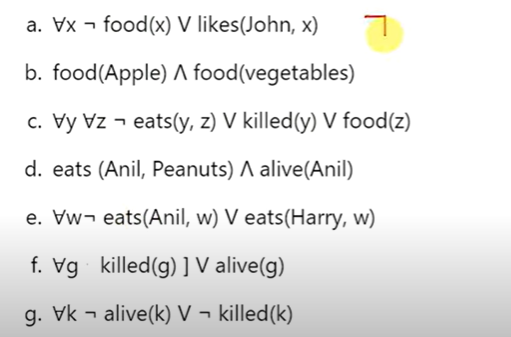 a. ∀x ¬ food(x) V likes(John, x)
b. food(Apple) Λ food(vegetables)
c. ∀y ∀z ¬ eats(y, z) V killed(y) V food(z)
d. eats (Anil, Peanuts) Λ alive(Anil)
e. ∀w¬ eats(Anil, w) V eats(Harry, w)
f. ∀g killed(g) ] V alive(g)
g. ∀k ¬ alive(k) V ¬ killed(k)